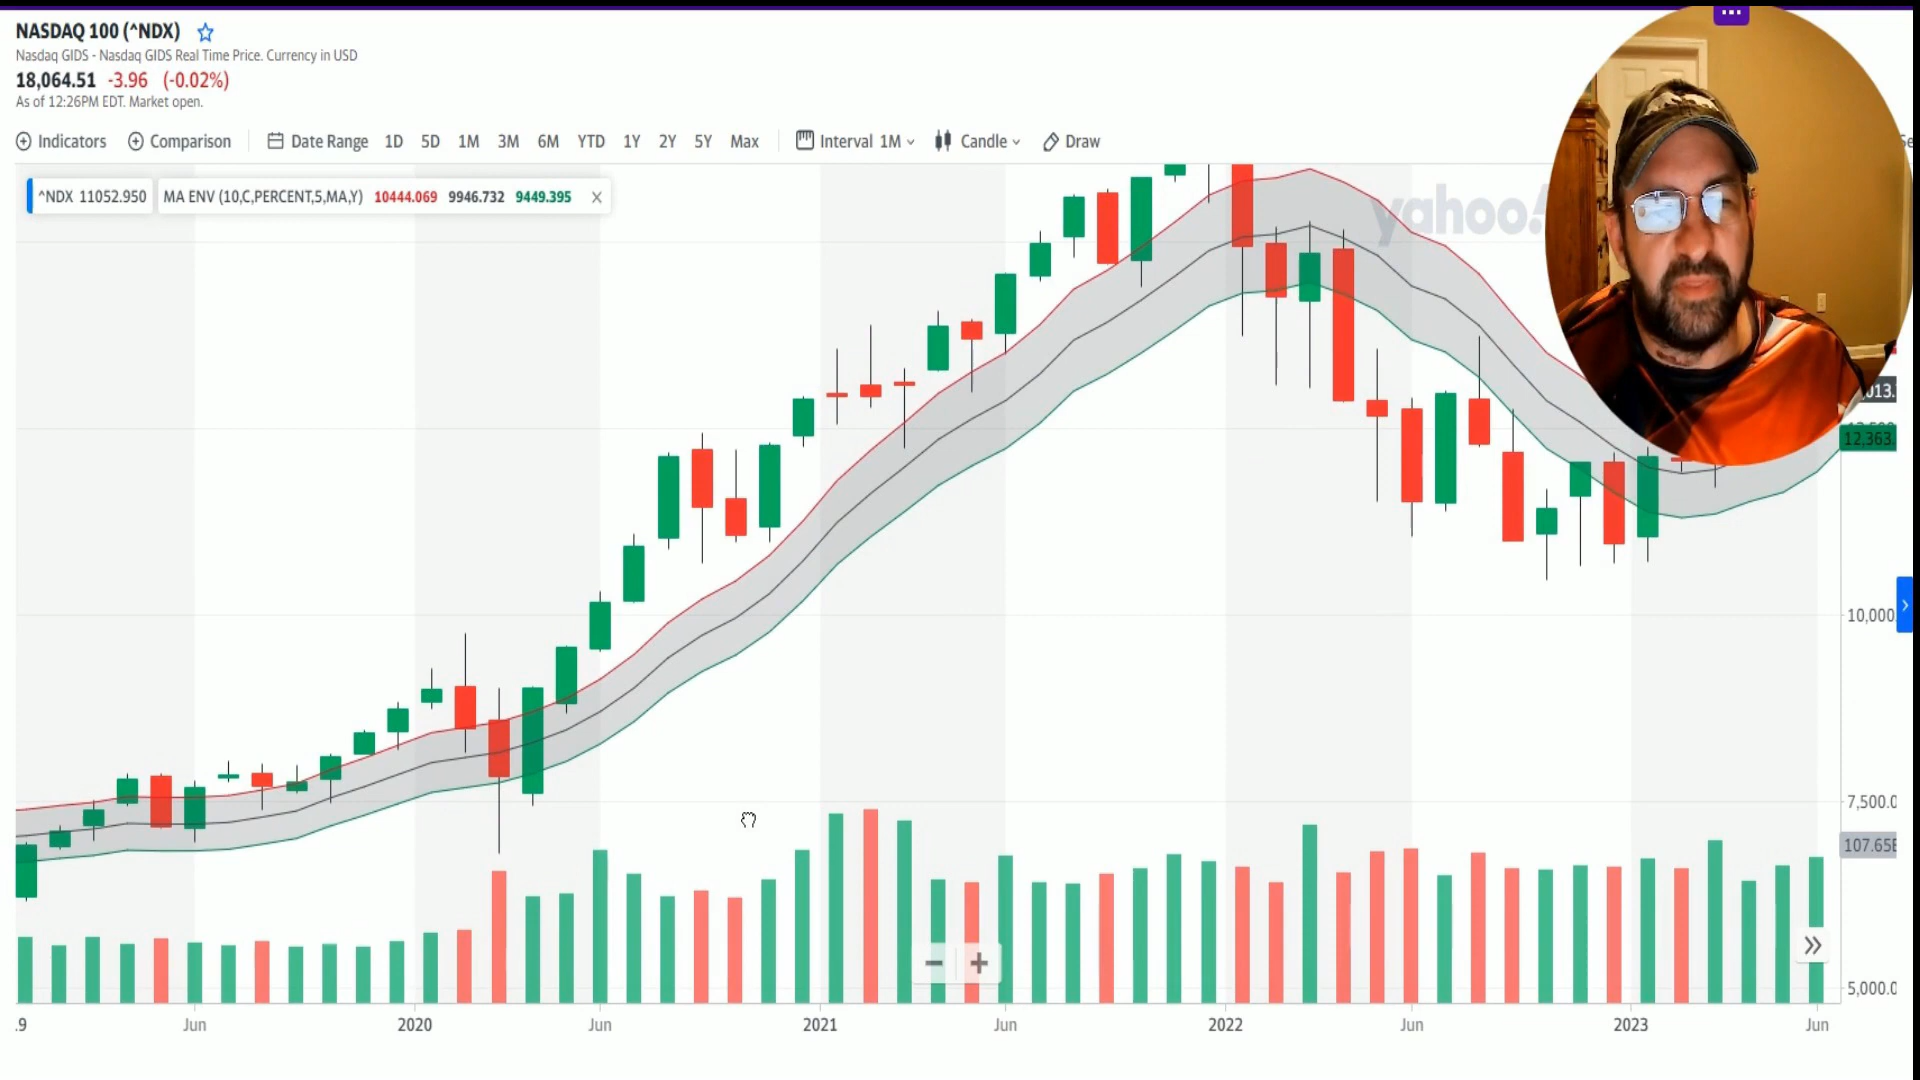 NASDAQ 100 (^NDX)
Nasdaq GIDS - Nasdaq GIDS Real Time Price. Currency in USD
18,064.51 -3.96 (-0.02%)
As of 12:26PM EDT. Market open.
Indicators Comparison Date Range 1D 5D 1M 3M 6M YTD 1Y 2Y 5Y Max Interval 1M Candle Draw
^NDX 11052.950 MA ENV (10,C,PERCENT,5,MA,Y) 10444.069 9946.732 9449.395 X
yahoo!
013.
12,363.
10,000.
7,500.0
107.65B
5,000.0
.9 Jun 2020 Jun 2021 Jun 2022 Jun 2023 Jun